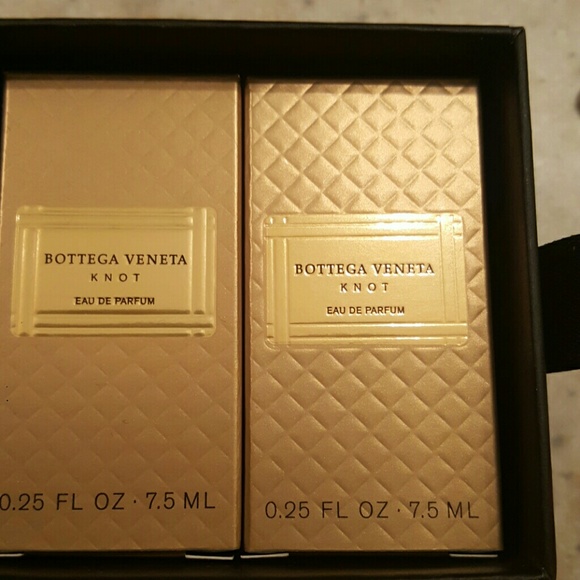 BOTTEGA VENETA
KNOT
EAU DE PARFUM
0.25 FL OZ · 7.5 ML
BOTTEGA VENETA
KNOT
EAU DE PARFUM
0.25 FL OZ · 7.5 ML